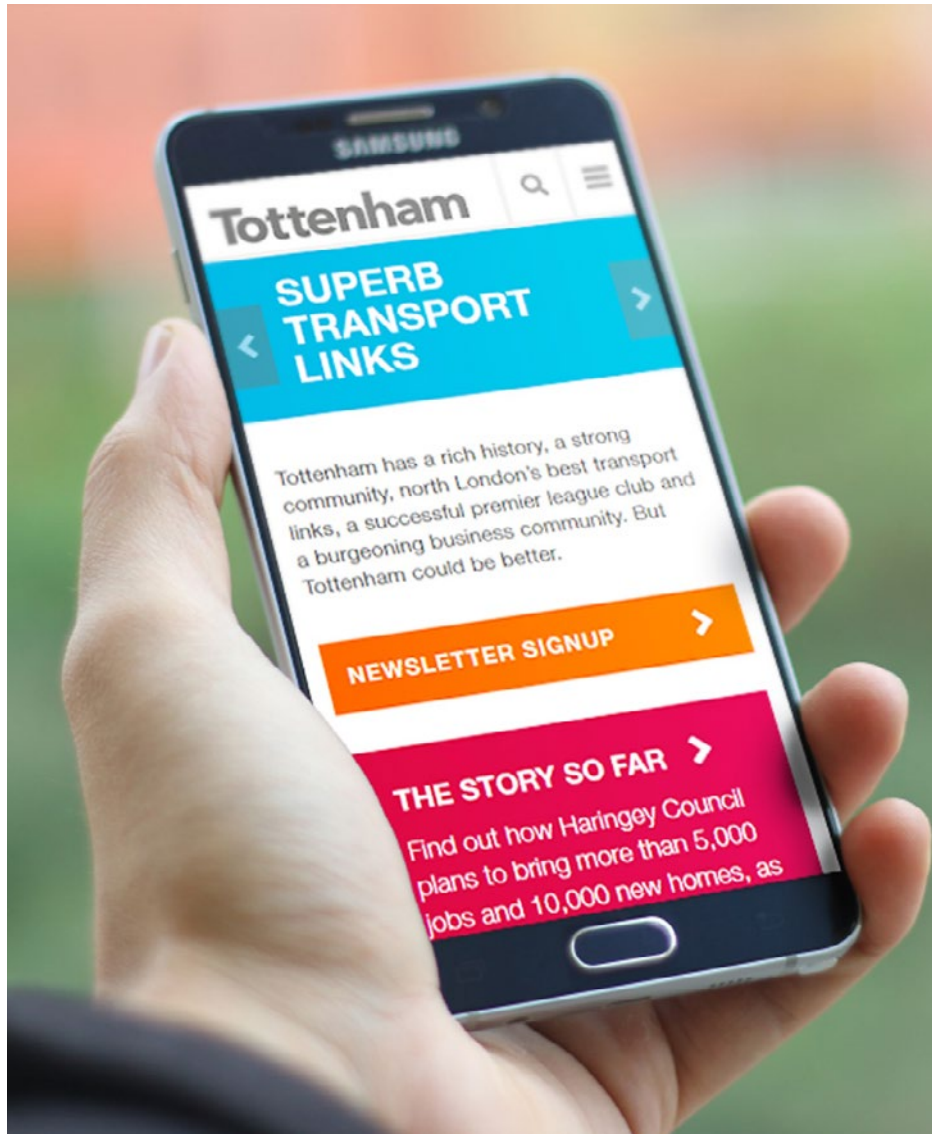 SAMSUNG
Tottenham
SUPERB
TRANSPORT
LINKS
Tottenham has a rich history, a strong
community, north London's best transport
links, a successful premier league club and
a burgeoning business community. But
Tottenham could be better.
NEWSLETTER SIGNUP
THE STORY SO FAR
Find out how Haringey Council
plans to bring more than 5,000
jobs and 10,000 new homes, as